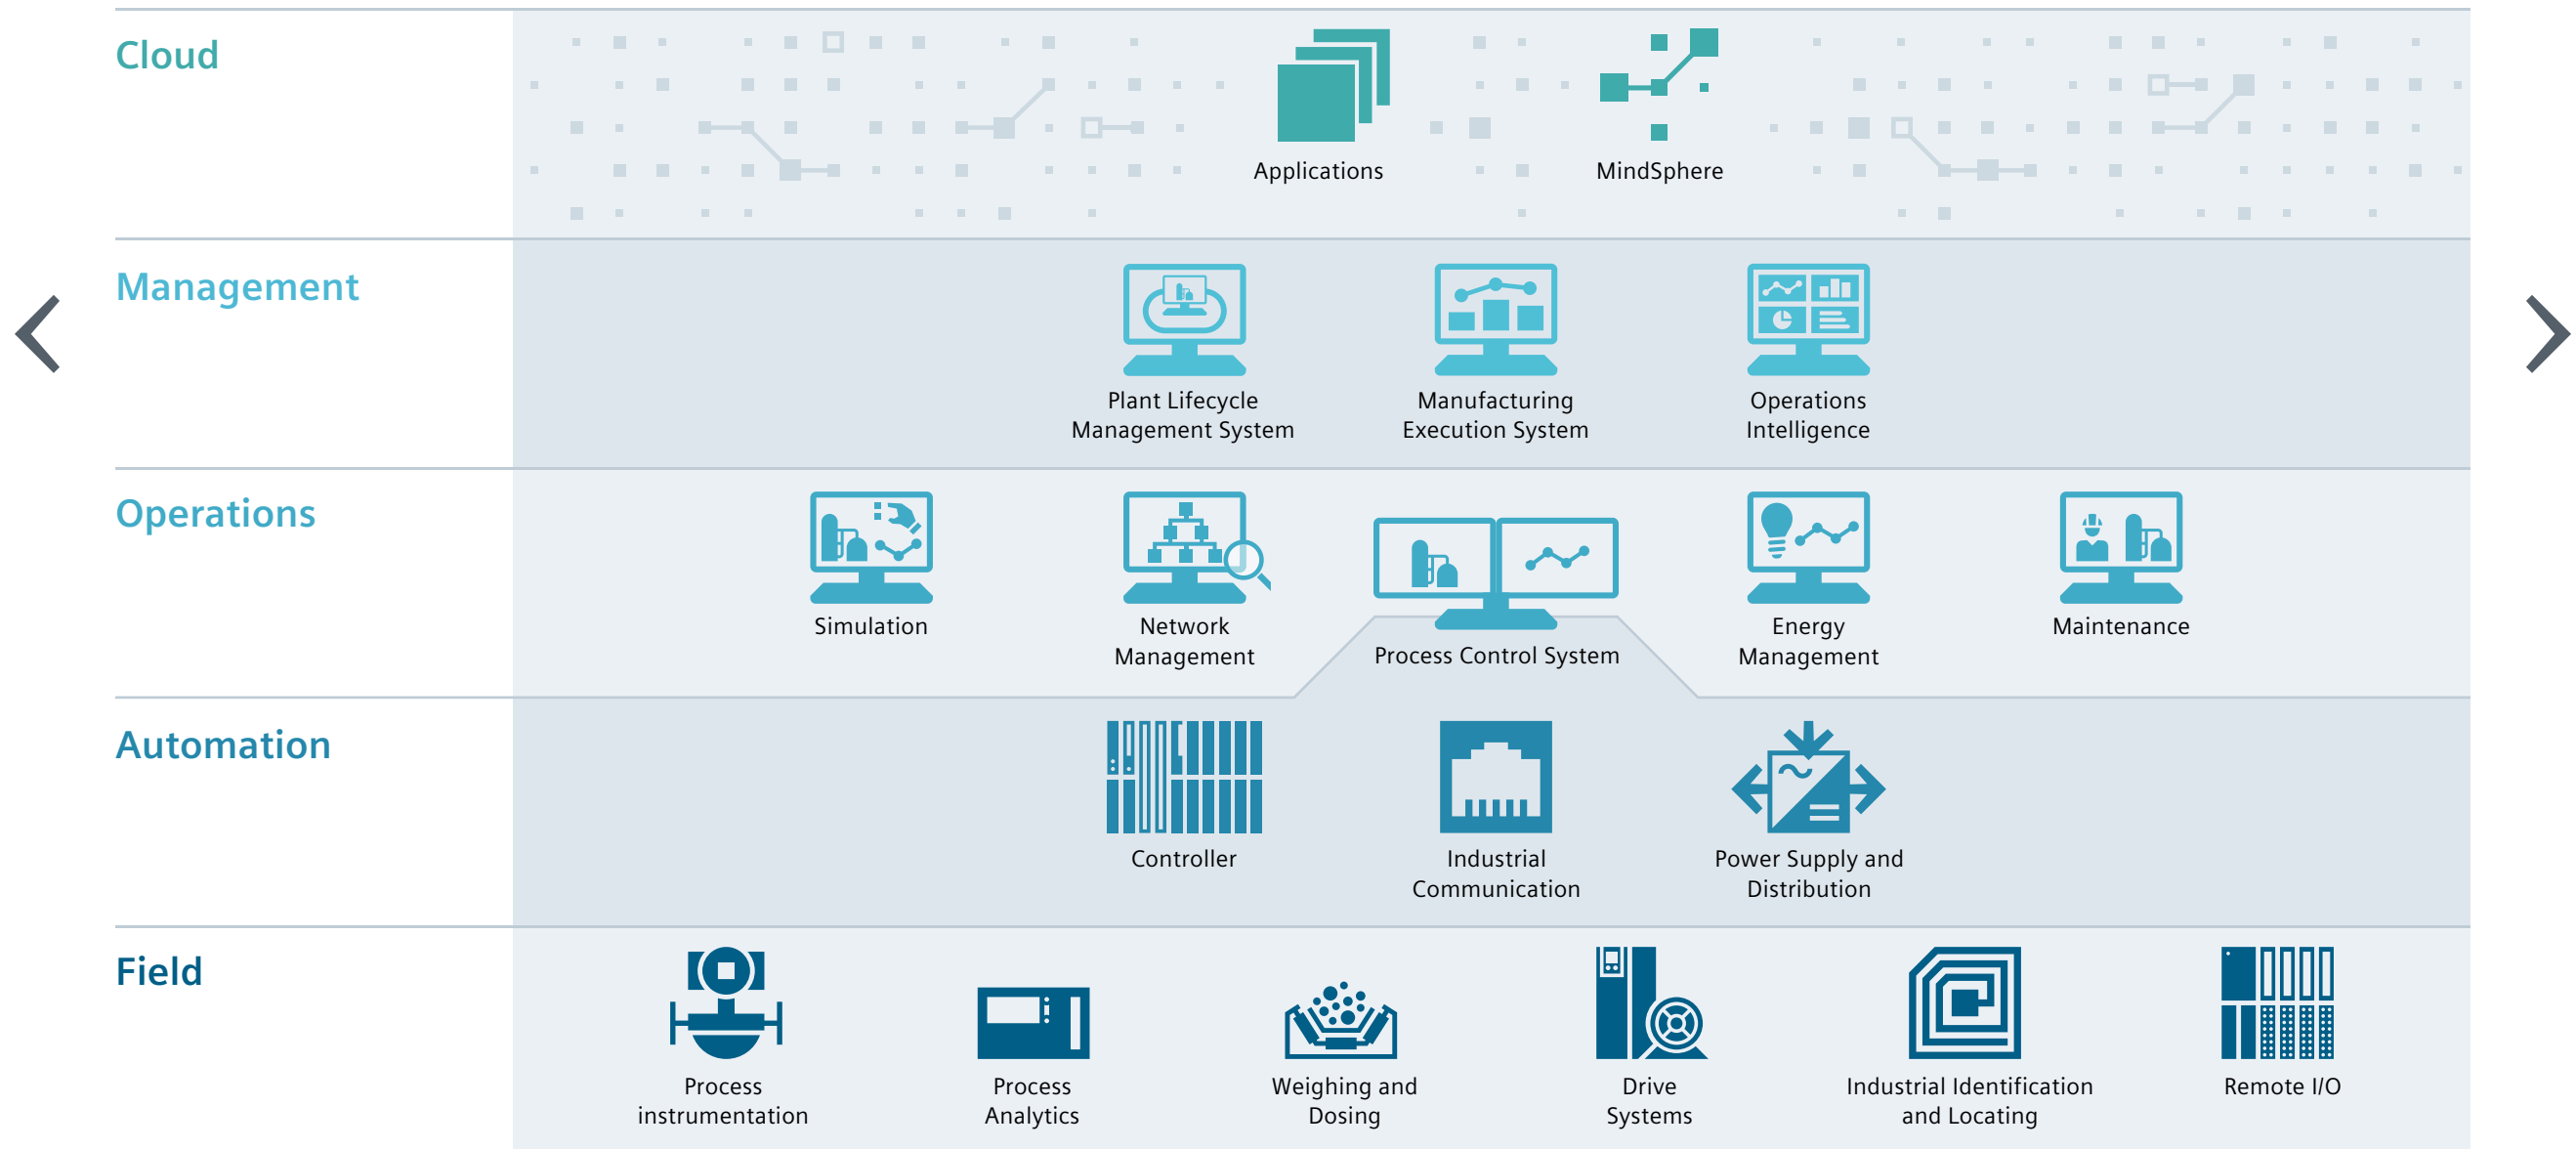 Cloud
Applications
MindSphere
Management
Plant Lifecycle
Management System
Manufacturing
Execution System
Operations
Intelligence
Operations
Simulation
Network
Management
Process Control System
Energy
Management
Maintenance
Automation
Controller
Industrial
Communication
Power Supply and
Distribution
Field
Process
instrumentation
Process
Analytics
Weighing and
Dosing
Drive
Systems
Industrial Identification
and Locating
Remote I/O